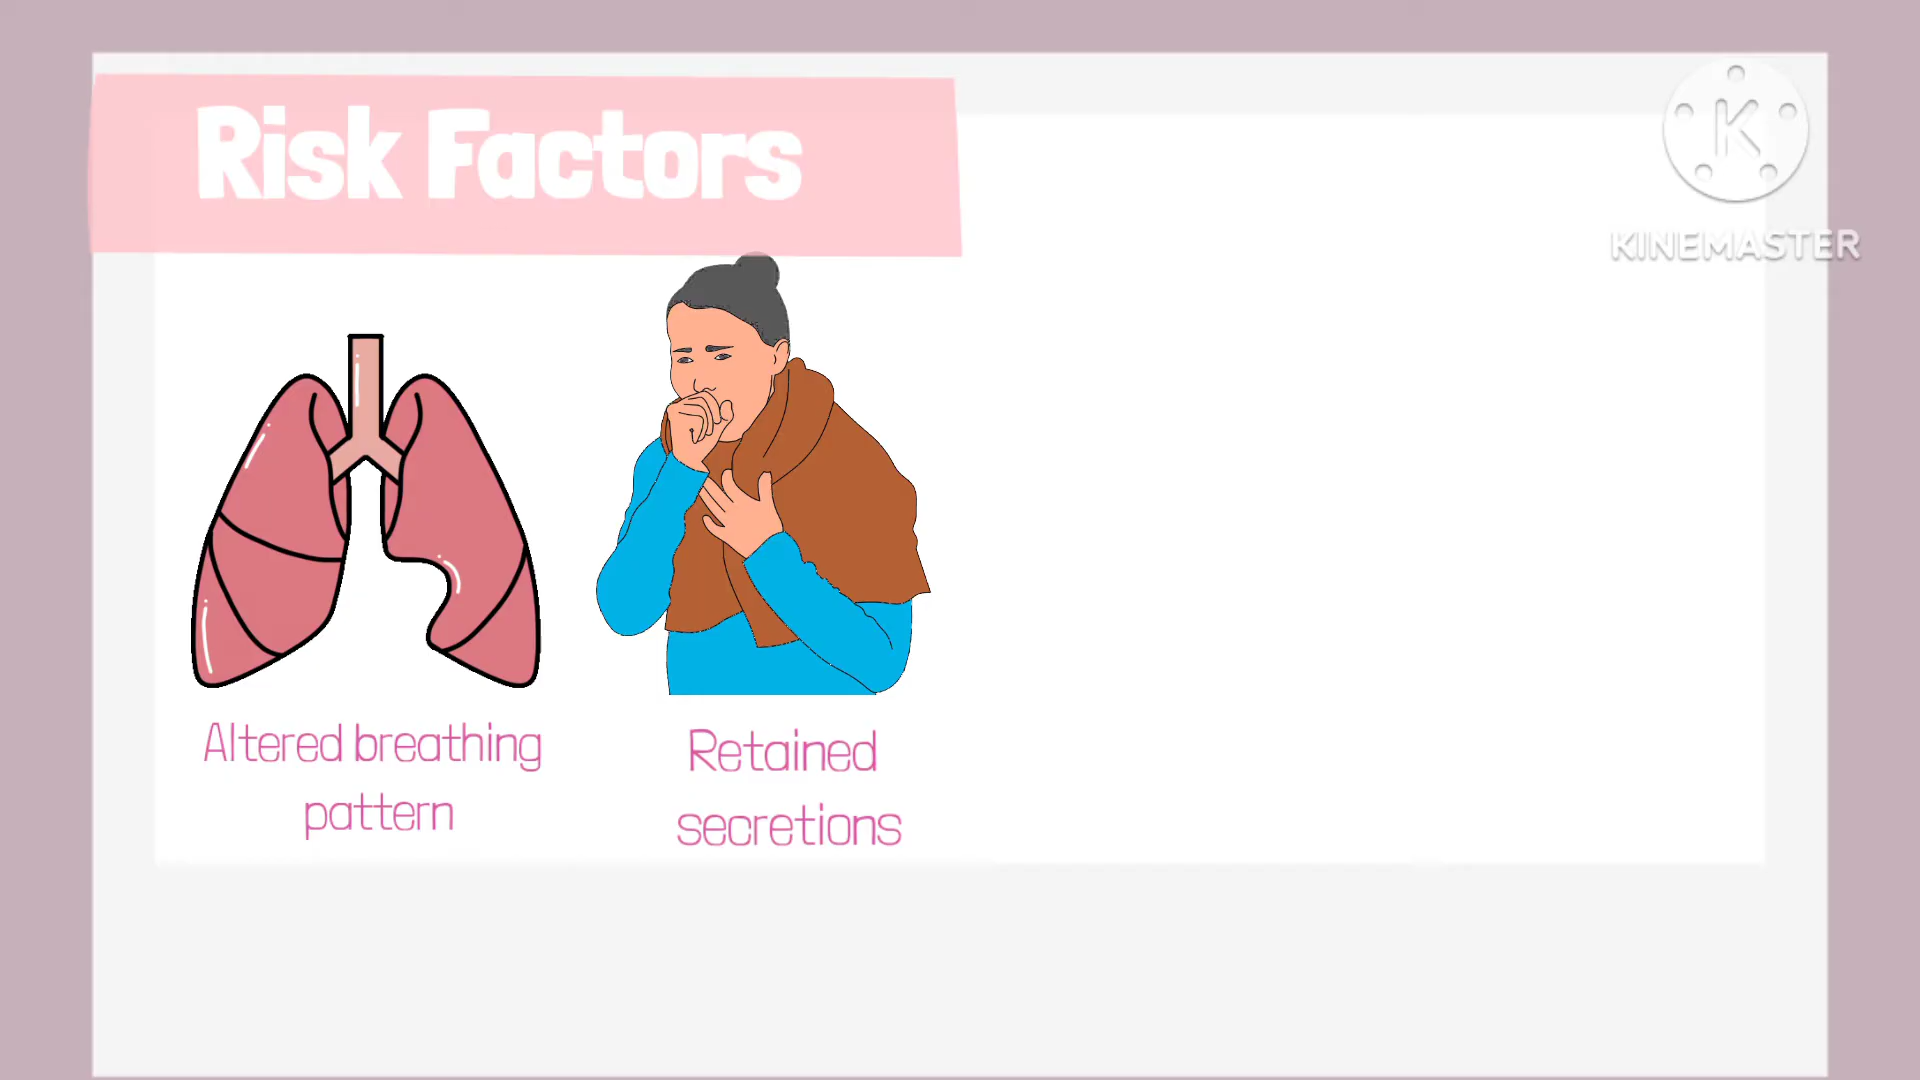 Risk Factors
K
KINEMASTER
Altered breathing
pattern
Retained
secretions